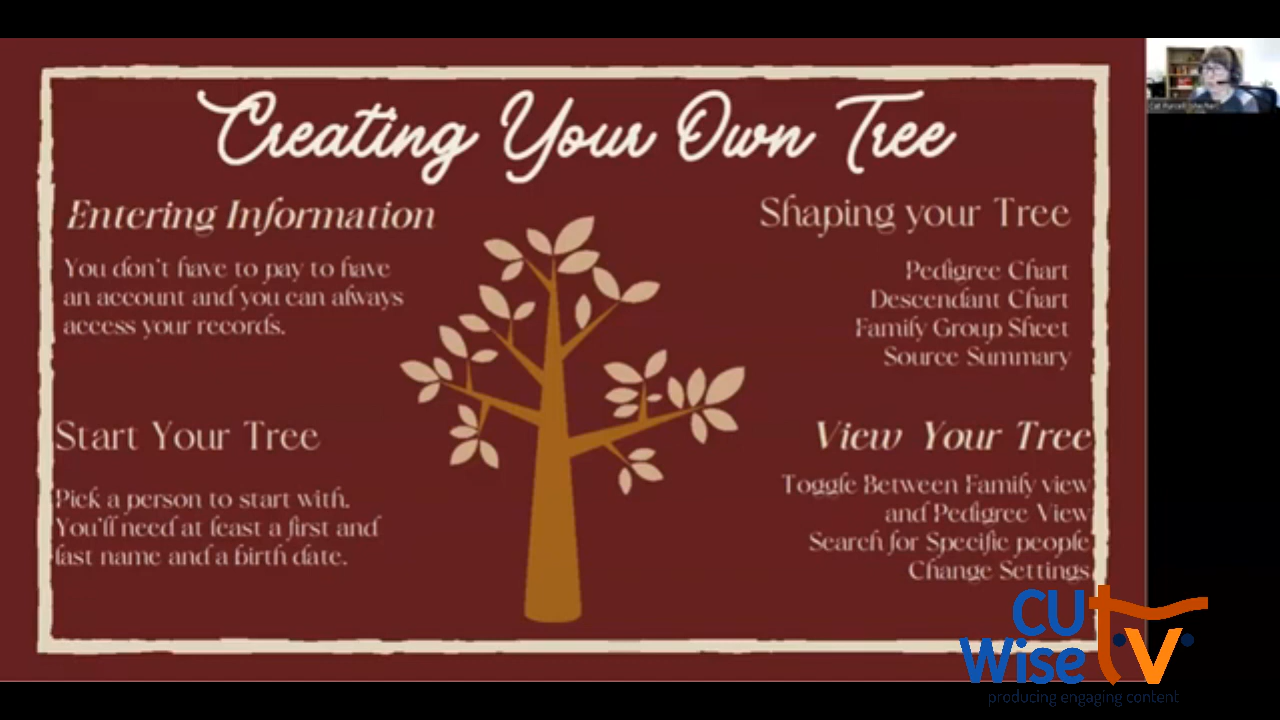 Creating Your Own Tree
Entering Information
You don't have to pay to have
an account and you can always
access your records.
Start Your Tree
Pick a person to start with.
You'll need at least a first and
last name and a birth date.
Shaping your Tree
Pedigree Chart
Descendant Chart
Family Group Sheet
Source Summary
View Your Tree
Toggle Between Family view
and Pedigree View
Search for Specific people
Change Settings
CU
Wise tv
producing engaging content